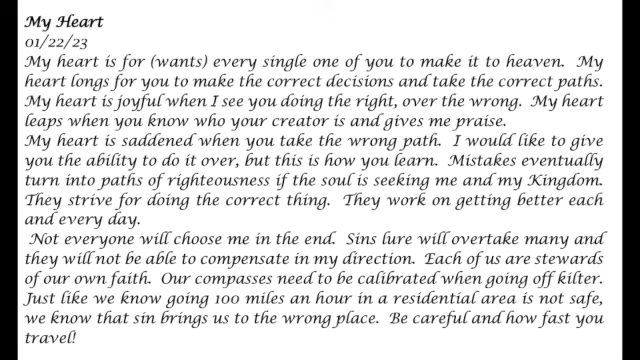 My Heart
01/22/23
My heart is for (wants) every single one of you to make it to heaven. My
heart longs for you to make the correct decisions and take the correct paths.
My heart is joyful when I see you doing the right, over the wrong. My heart
leaps when you know who your creator is and gives me praise.
My heart is saddened when you take the wrong path. I would like to give
you the ability to do it over, but this is how you learn. Mistakes eventually
turn into paths of righteousness if the soul is seeking me and my Kingdom.
They strive for doing the correct thing. They work on getting better each
and every day.
Not everyone will choose me in the end. Sins lure will overtake many and
they will not be able to compensate in my direction. Each of us are stewards
of our own faith. Our compasses need to be calibrated when going off kilter.
Just like we know going 100 miles an hour in a residential area is not safe,
we know that sin brings us to the wrong place. Be careful and how fast you
travel!